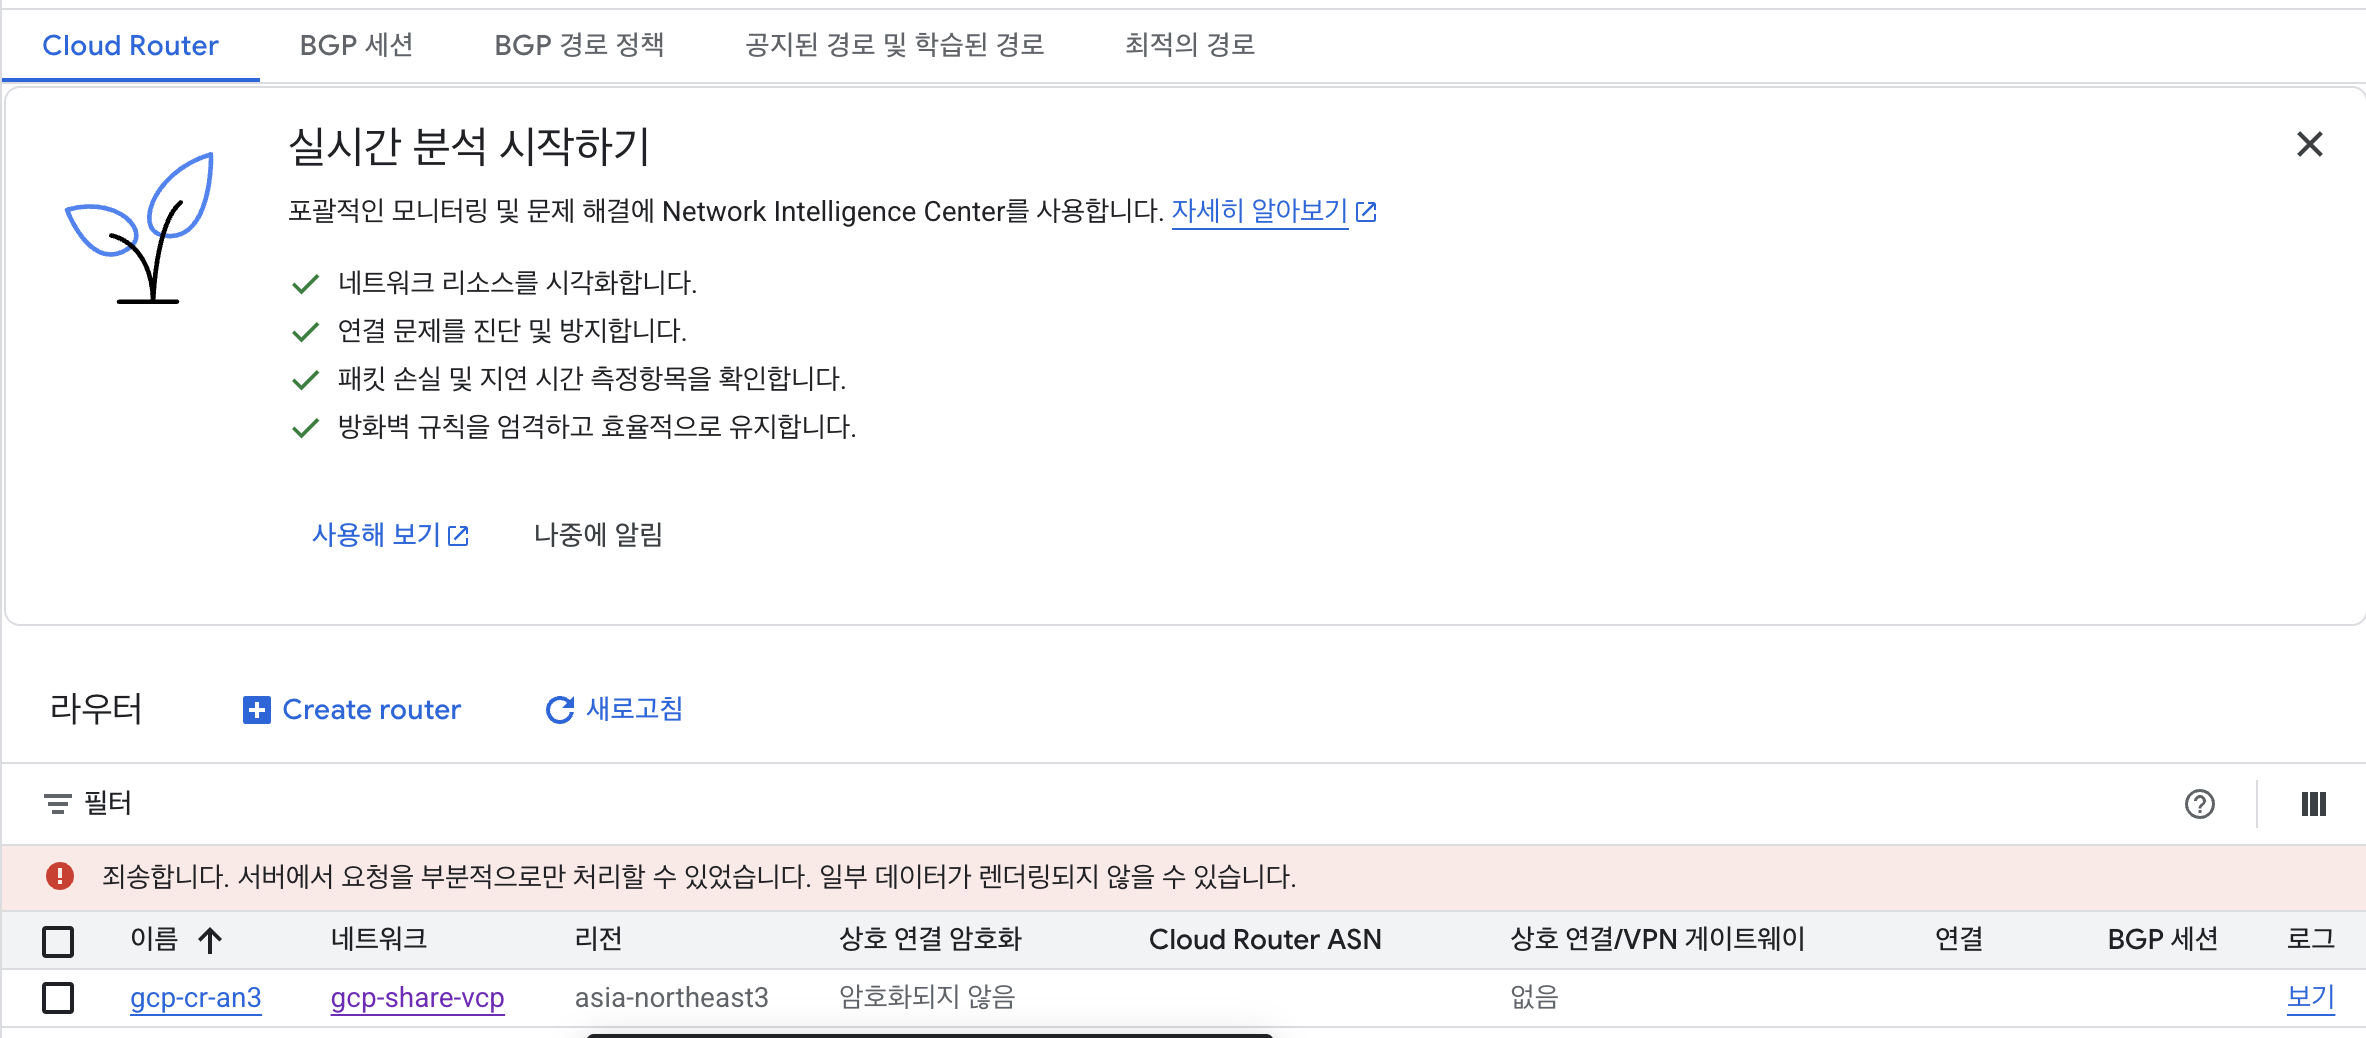 Cloud Router BGP 세션 BGP 경로 정책 공지된 경로 및 학습된 경로 최적의 경로
실시간 분석 시작하기
포괄적인 모니터링 및 문제 해결에 Network Intelligence Center를 사용합니다. 자세히 알아보기
네트워크 리소스를 시각화합니다.
연결 문제를 진단 및 방지합니다.
패킷 손실 및 지연 시간 측정항목을 확인합니다.
방화벽 규칙을 엄격하고 효율적으로 유지합니다.
사용해 보기 나중에 알림
라우터 Create router 새로고침
필터
죄송합니다. 서버에서 요청을 부분적으로만 처리할 수 있었습니다. 일부 데이터가 렌더링되지 않을 수 있습니다.
이름 네트워크 리전 상호 연결 암호화 Cloud Router ASN 상호 연결/VPN 게이트웨이 연결 BGP 세션 로그
gcp-cr-an3 gcp-share-vcp asia-northeast3 암호화되지 않음 없음 보기